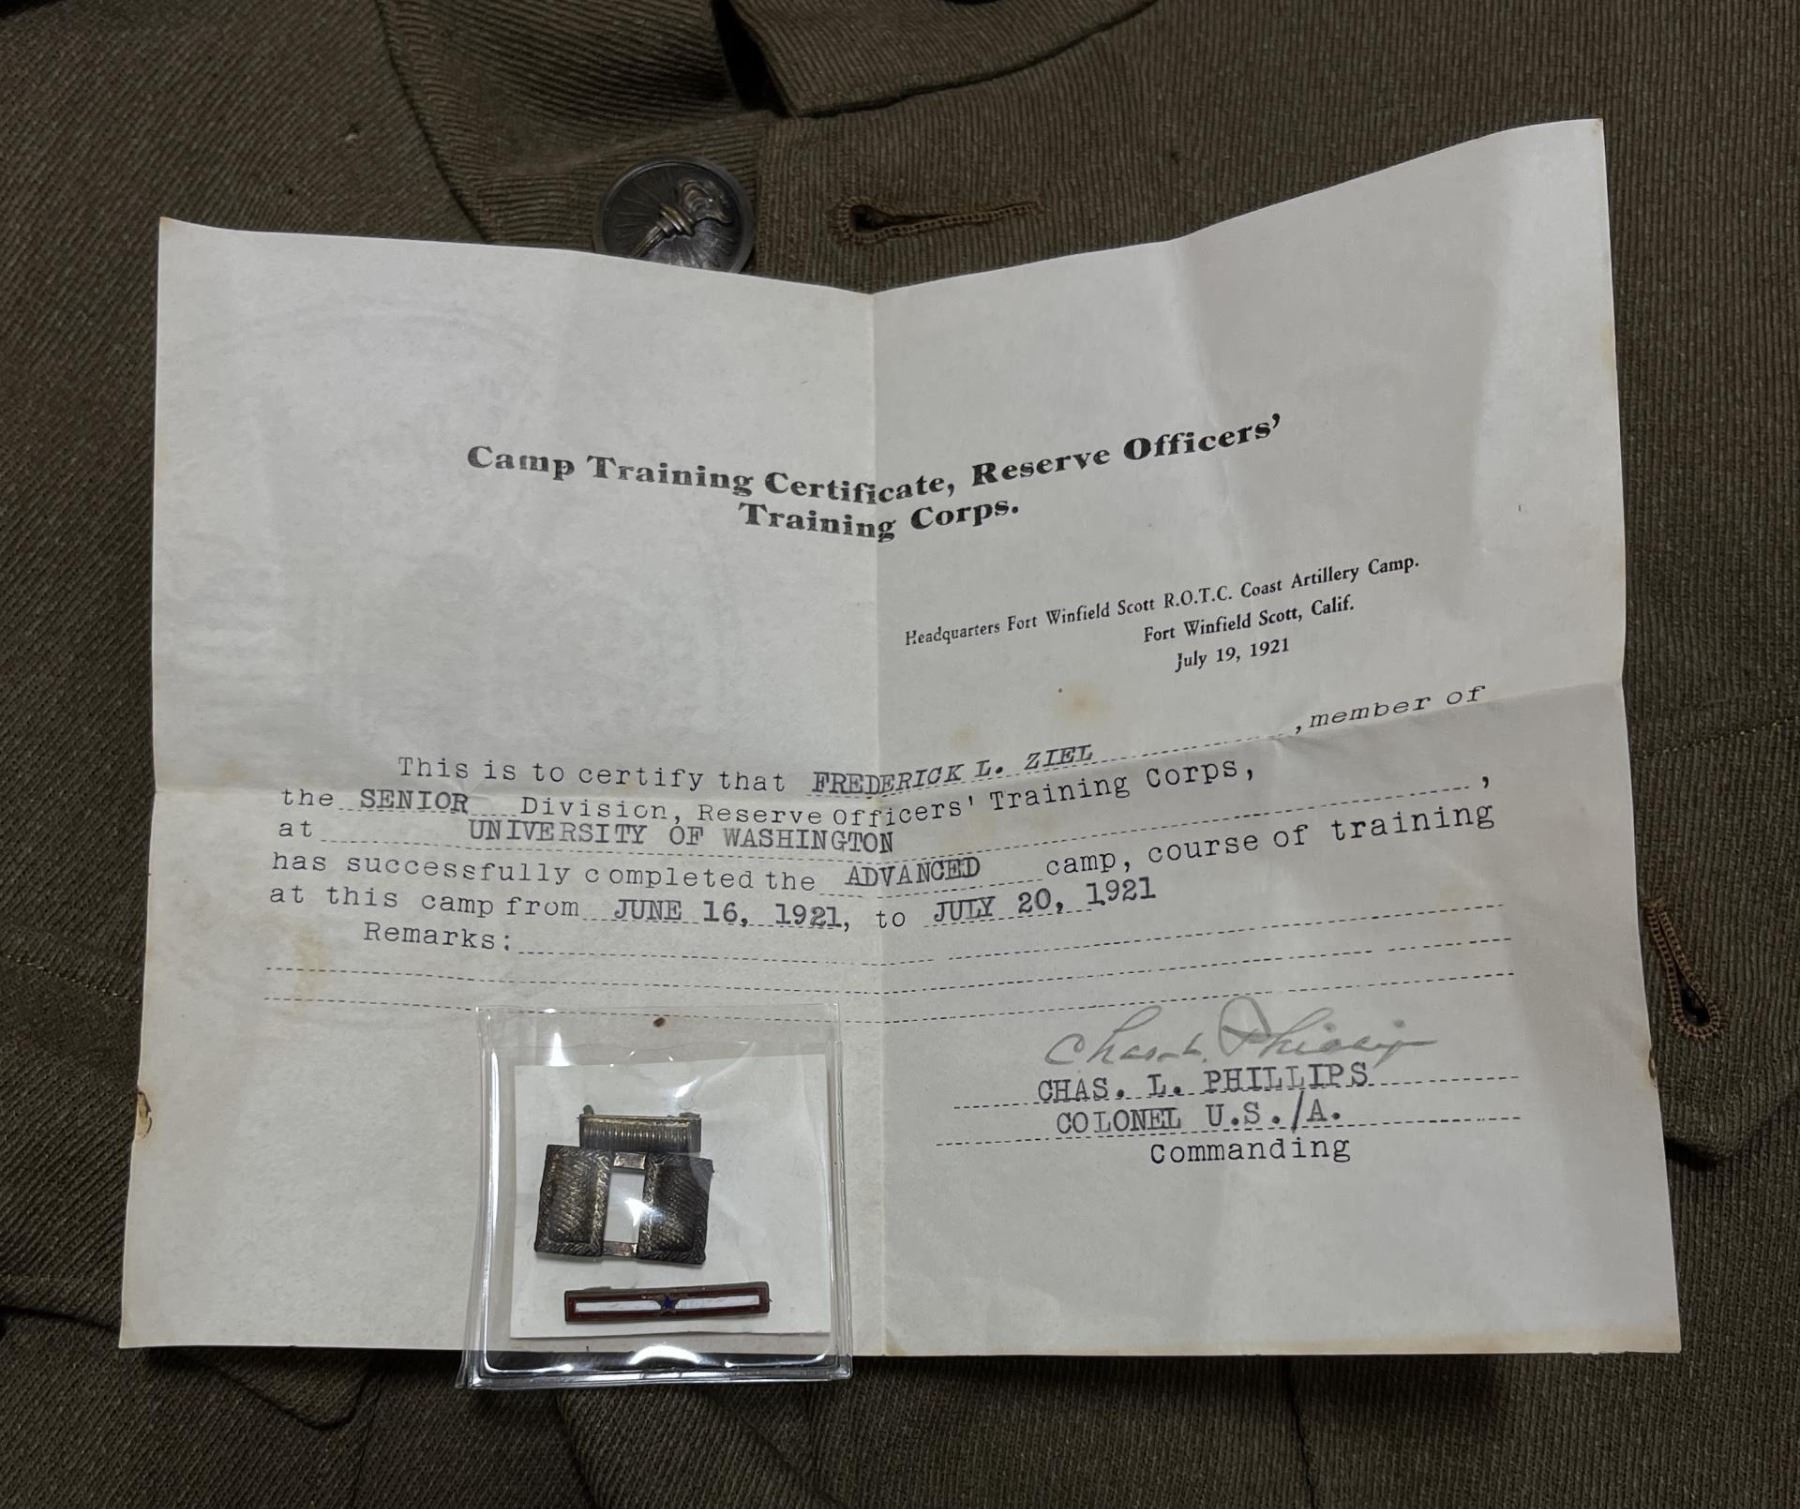 Camp Training Certificate, Reserve Officers'
Training Corps.
Headquarters Fort Winfield Scott R.O.T.C. Coast Artillery Camp.
Fort Winfield Scott, Calif.
July 19, 1921
This is to certify that FREDERICK L. ZIEL, member of
the SENIOR Division, Reserve Officers' Training Corps,
at UNIVERSITY OF WASHINGTON,
has successfully completed the ADVANCED camp, course of training
at this camp from JUNE 16, 1921, to JULY 20, 1921
Remarks:
Chas. L. Phillips
CHAS. L. PHILLIPS
COLONEL U.S./A.
Commanding